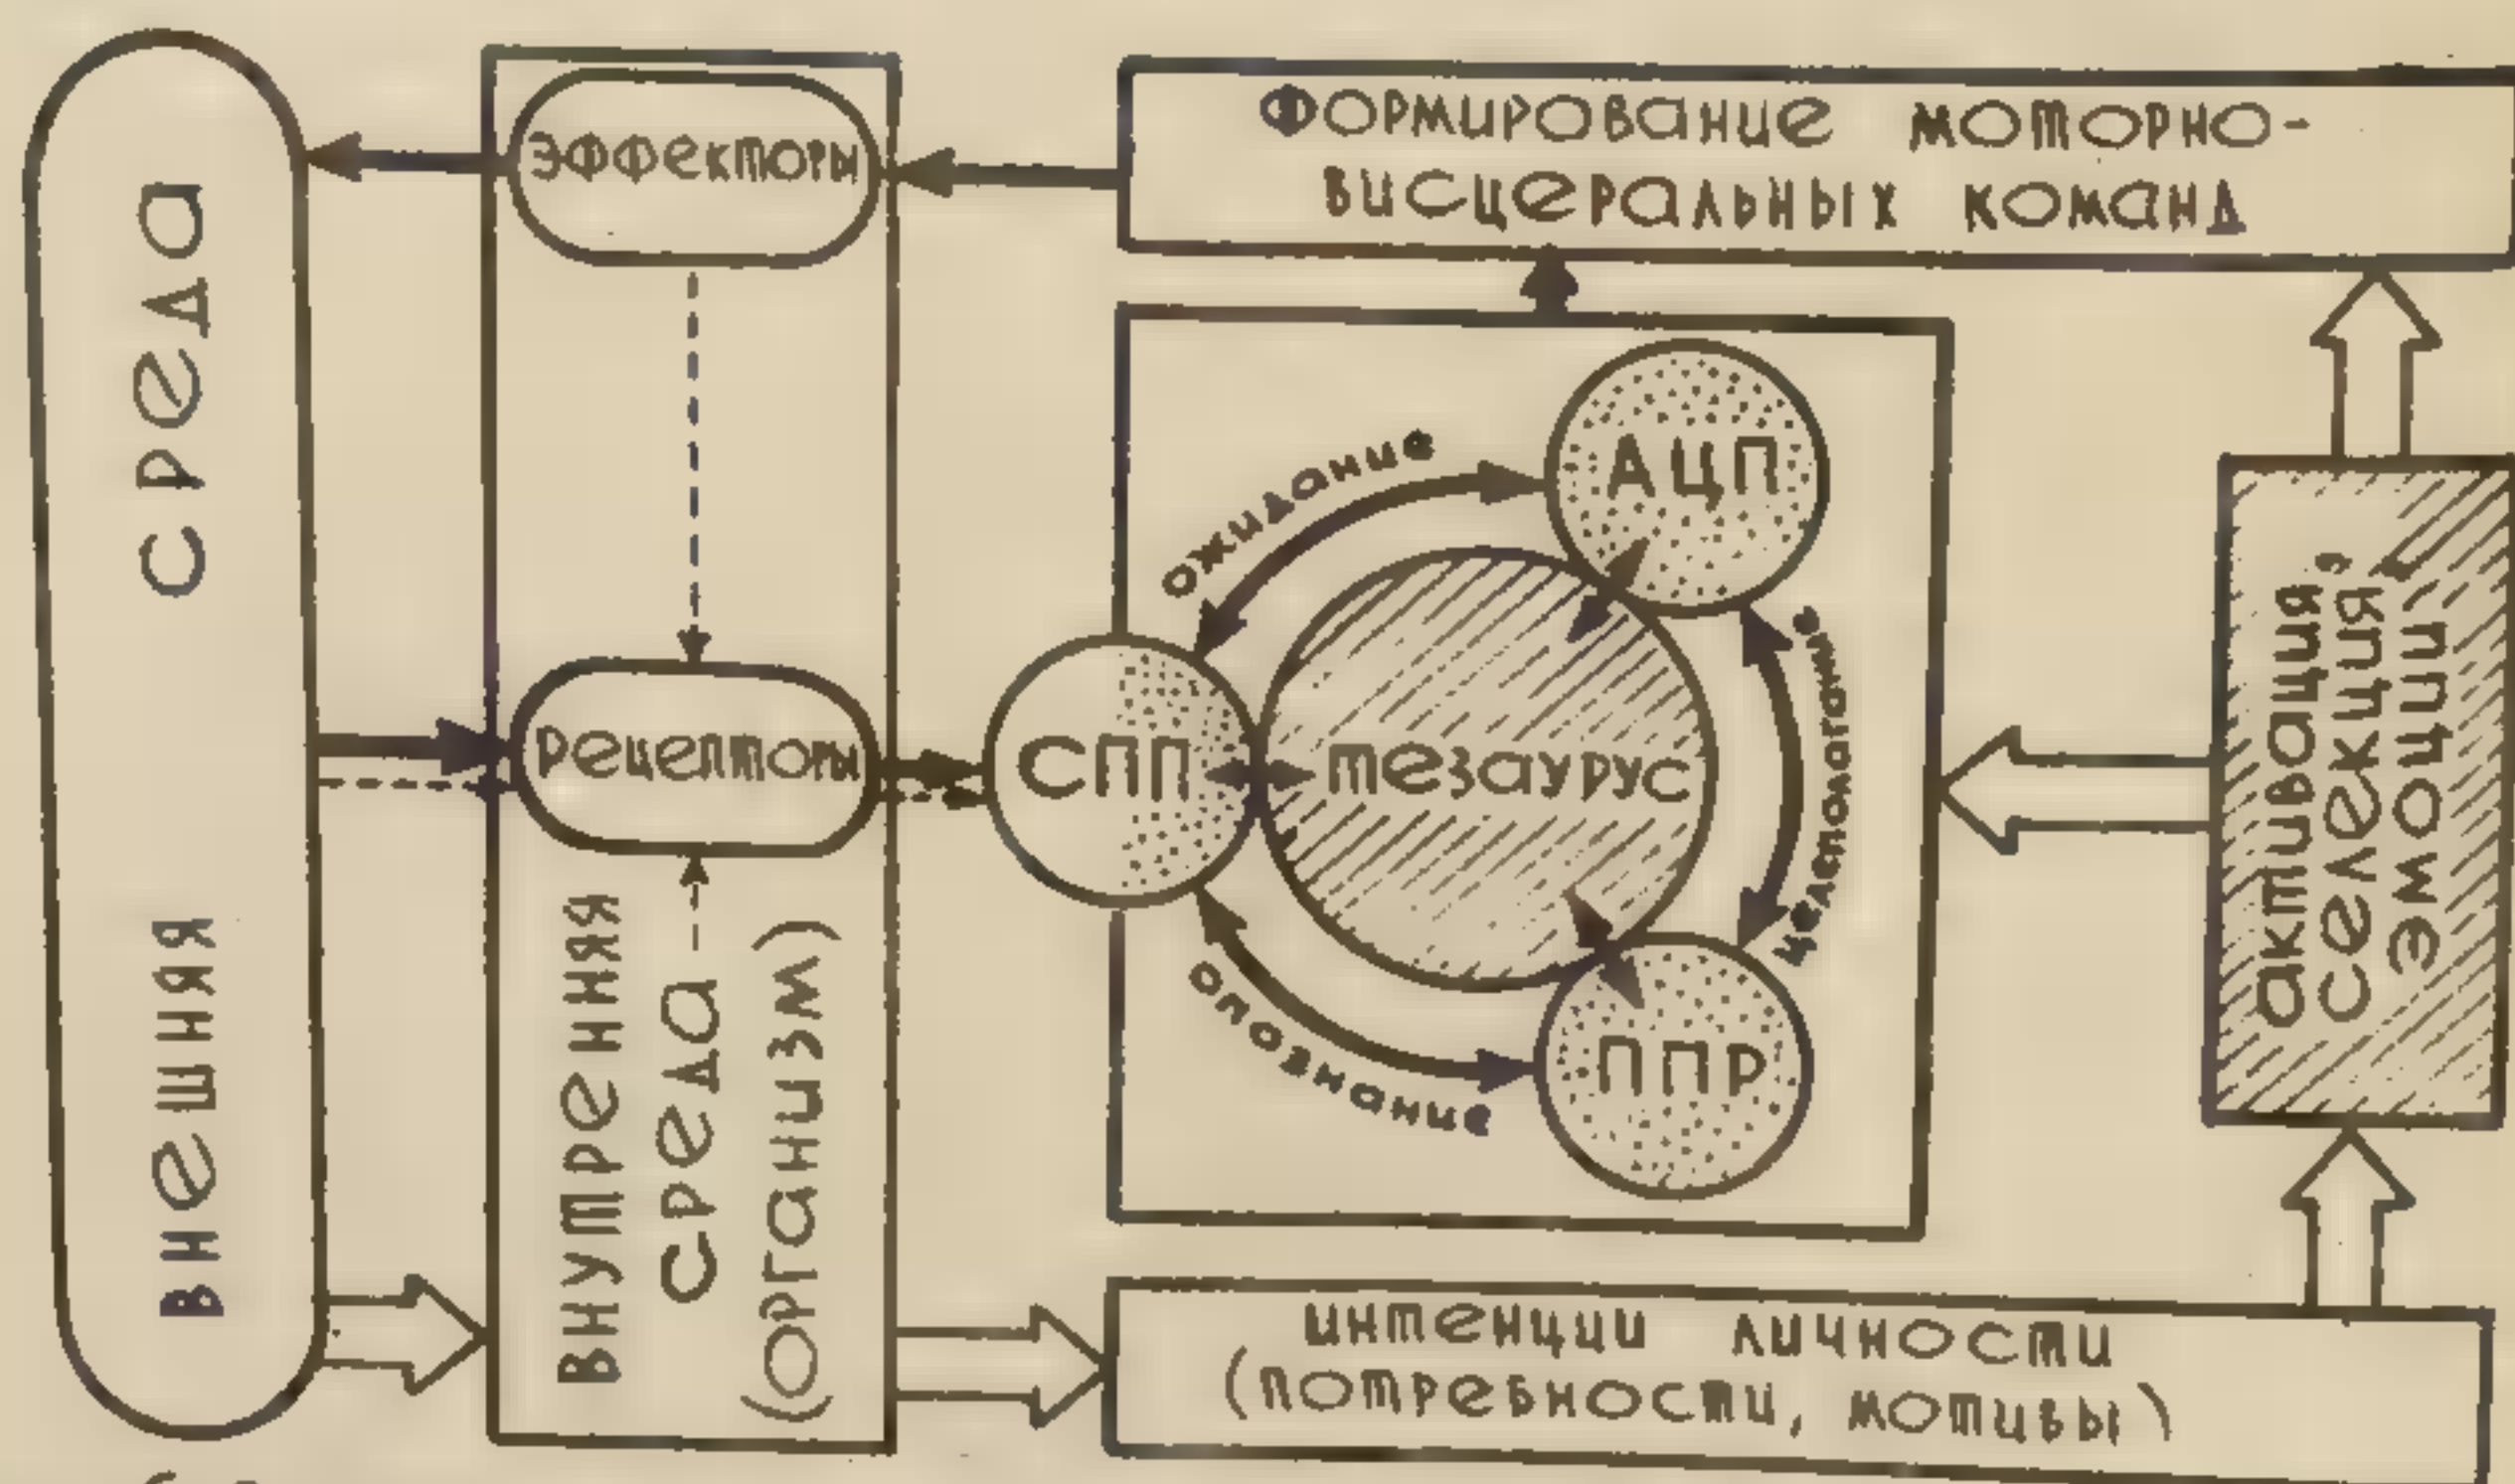 внешняя среда
эффекторы
рецепторы
внутренняя
среда
(организм)
Формирование моторно-
висцеральных команд
ожидание
АЦП
СПП
тезаурус
целеполагание
опознание
ППР
активация,
селекция,
эмоции
интенции личности
(потребности, мотивы)